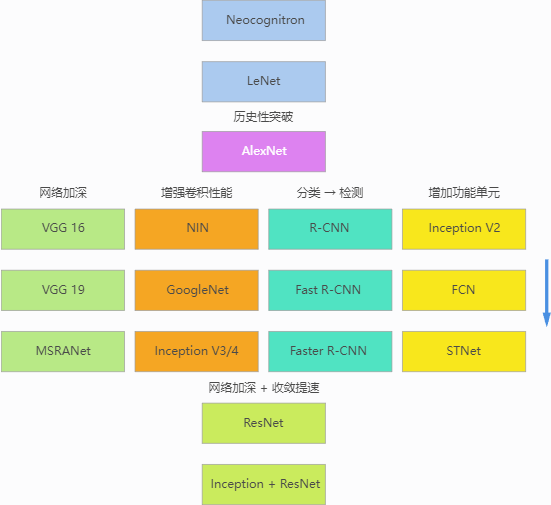 Neocognitron
LeNet
历史性突破
AlexNet
网络加深 增强卷积性能 分类 → 检测 增加功能单元
VGG 16 NIN R-CNN Inception V2
VGG 19 GoogleNet Fast R-CNN FCN
MSRANet Inception V3/4 Faster R-CNN STNet
网络加深 + 收敛提速
ResNet
Inception + ResNet